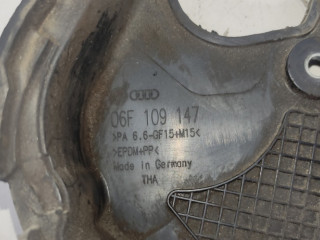 06F 109 147
>PA 6.6-GF15+M15<
>EPDM+PP<
Made in Germany
THA